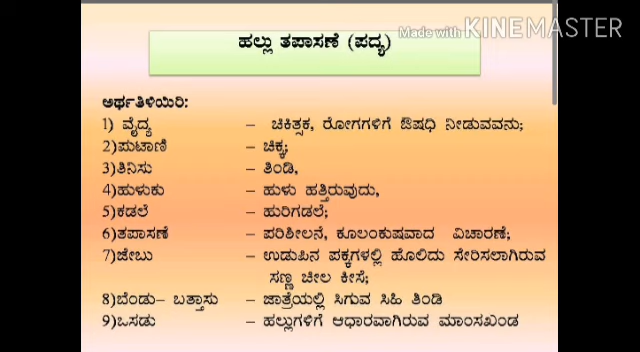 Made with KINEMASTER
ಹಲ್ಲು ತಪಾಸಣೆ (ಪದ್ಯ)
ಅರ್ಥತಿಳಿಯಿರಿ:
1) ವೈದ್ಯ – ಚಿಕಿತ್ಸಕ, ರೋಗಗಳಿಗೆ ಔಷಧಿ ನೀಡುವವನು;
2)ಪುಟಾಣಿ – ಚಿಕ್ಕ;
3)ತಿನಿಸು – ತಿಂಡಿ,
4)ಹುಳುಕು – ಹುಳು ಹತ್ತಿರುವುದು,
5)ಕಡಲೆ – ಹುರಿಗಡಲೆ;
6)ತಪಾಸಣೆ – ಪರಿಶೀಲನೆ, ಕೂಲಂಕುಷವಾದ ವಿಚಾರಣೆ;
7)ಜೇಬು – ಉಡುಪಿನ ಪಕ್ಕಗಳಲ್ಲಿ ಹೊಲಿದು ಸೇರಿಸಲಾಗಿರುವ
ಸಣ್ಣ ಚೀಲ ಕೀಸೆ;
8)ಬೆಂಡು– ಬತ್ತಾಸು – ಜಾತ್ರೆಯಲ್ಲಿ ಸಿಗುವ ಸಿಹಿ ತಿಂಡಿ
9)ಒಸಡು – ಹಲ್ಲುಗಳಿಗೆ ಆಧಾರವಾಗಿರುವ ಮಾಂಸಖಂಡ